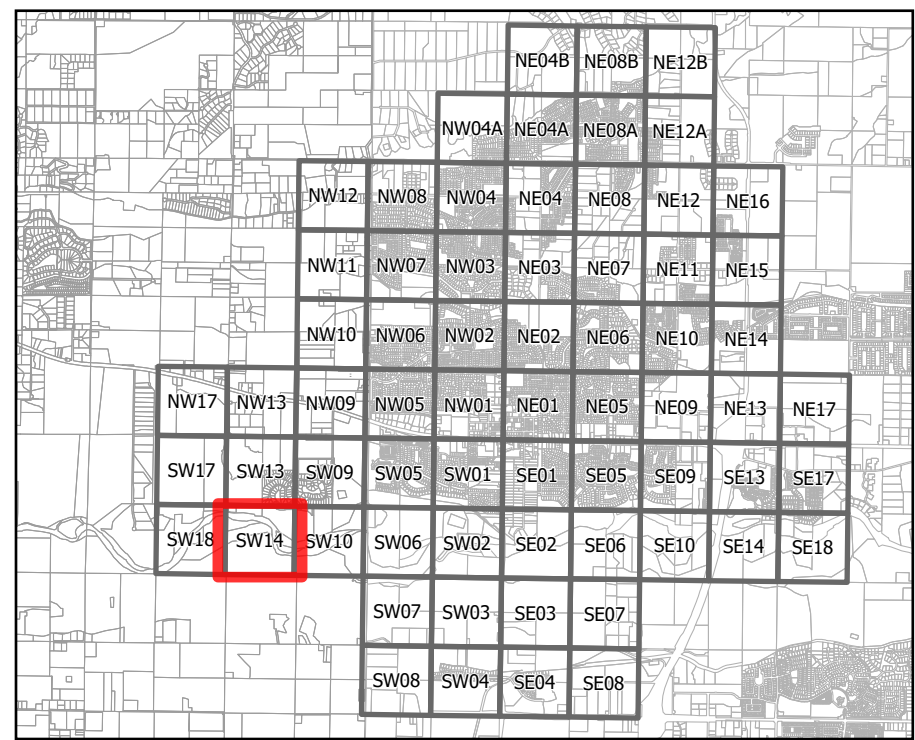 NE04B NE08B NE12B
NW04A NE04A NE08A NE12A
NW12 NW08 NW04 NE04 NE08 NE12 NE16
NW11 NW07 NW03 NE03 NE07 NE11 NE15
NW10 NW06 NW02 NE02 NE06 NE10 NE14
NW17 NW13 NW09 NW05 NW01 NE01 NE05 NE09 NE13 NE17
SW17 SW13 SW09 SW05 SW01 SE01 SE05 SE09 SE13 SE17
SW18 SW14 SW10 SW06 SW02 SE02 SE06 SE10 SE14 SE18
SW07 SW03 SE03 SE07
SW08 SW04 SE04 SE08